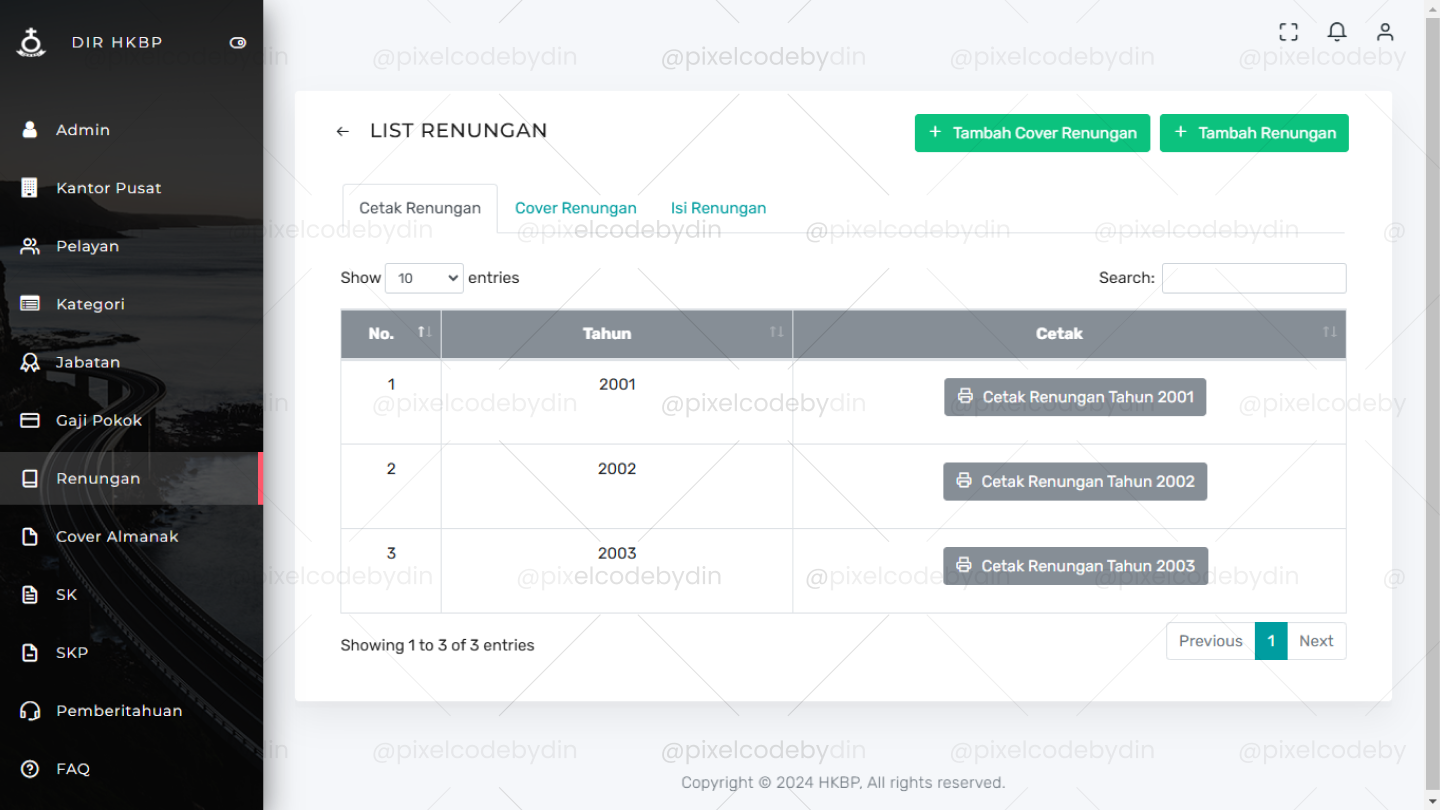 DIR HKBP
Admin
Kantor Pusat
Pelayan
Kategori
Jabatan
Gaji Pokok
Renungan
Cover Almanak
SK
SKP
Pemberitahuan
FAQ
LIST RENUNGAN
+ Tambah Cover Renungan
+ Tambah Renungan
Cetak Renungan Cover Renungan Isi Renungan
Show 10 entries
Search:
No. Tahun Cetak
1 2001 Cetak Renungan Tahun 2001
2 2002 Cetak Renungan Tahun 2002
3 2003 Cetak Renungan Tahun 2003
Showing 1 to 3 of 3 entries
Previous 1 Next
Copyright © 2024 HKBP, All rights reserved.
@pixelcodebydin